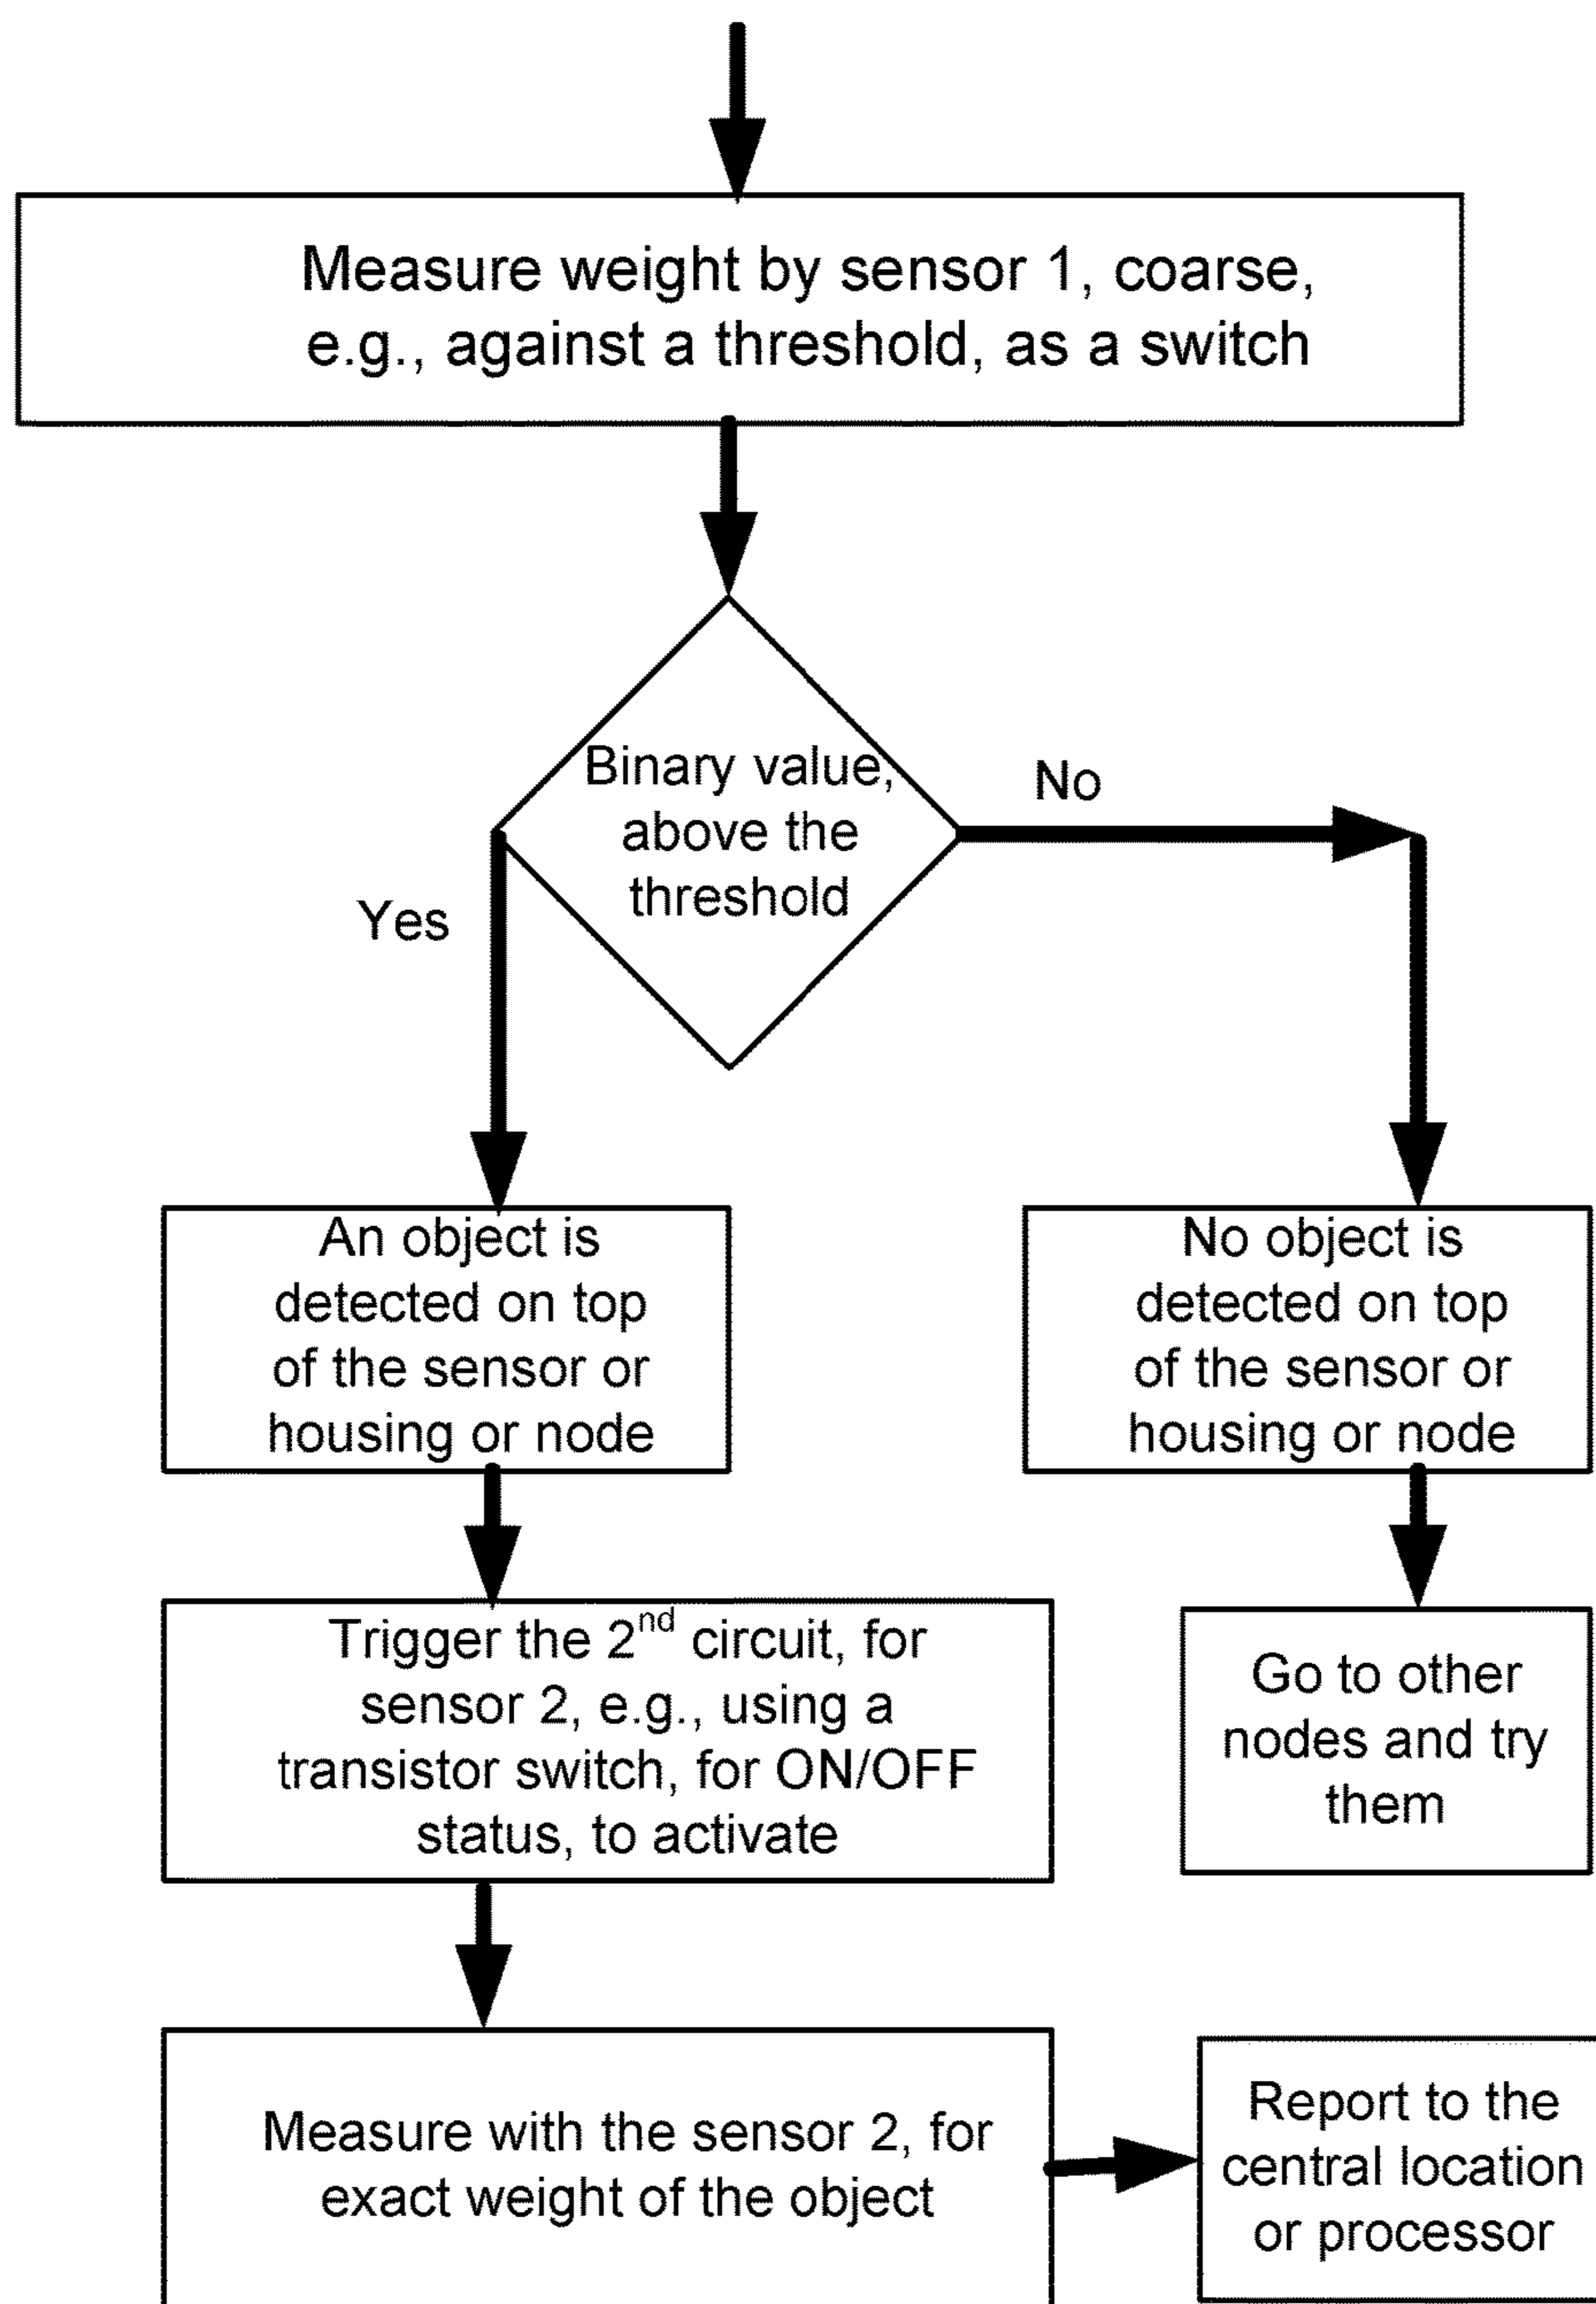 Measure weight by sensor 1, coarse,
e.g., against a threshold, as a switch
Binary value,
above the
threshold
No
Yes
An object is
detected on top
of the sensor or
housing or node
No object is
detected on top
of the sensor or
housing or node
Trigger the 2nd circuit, for
sensor 2, e.g., using a
transistor switch, for ON/OFF
status, to activate
Go to other
nodes and try
them
Measure with the sensor 2, for
exact weight of the object
Report to the
central location
or processor